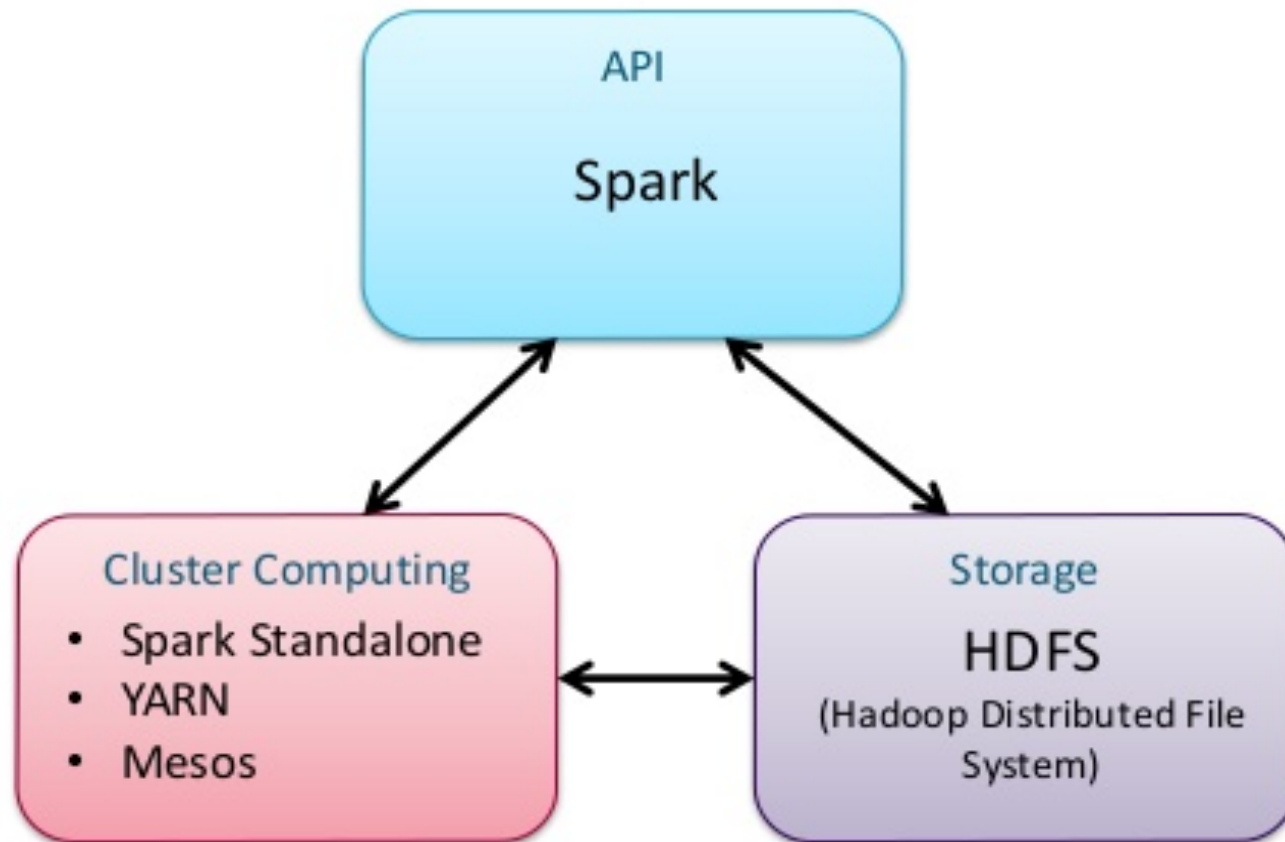 API
Spark
Cluster Computing
• Spark Standalone
• YARN
• Mesos
Storage
HDFS
(Hadoop Distributed File
System)